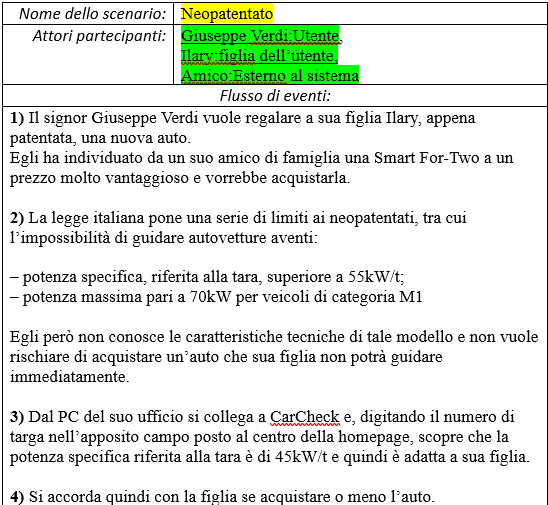 Nome dello scenario: Neopatentato
Attori partecipanti: Giuseppe Verdi:Utente,
Ilary:figlia dell'utente,
Amico:Esterno al sistema
Flusso di eventi:
1) Il signor Giuseppe Verdi vuole regalare a sua figlia Ilary, appena
patentata, una nuova auto.
Egli ha individuato da un suo amico di famiglia una Smart For-Two a un
prezzo molto vantaggioso e vorrebbe acquistarla.
2) La legge italiana pone una serie di limiti ai neopatentati, tra cui
l'impossibilità di guidare autovetture aventi:
– potenza specifica, riferita alla tara, superiore a 55kW/t;
– potenza massima pari a 70kW per veicoli di categoria M1
Egli però non conosce le caratteristiche tecniche di tale modello e non vuole
rischiare di acquistare un'auto che sua figlia non potrà guidare
immediatamente.
3) Dal PC del suo ufficio si collega a CarCheck e, digitando il numero di
targa nell'apposito campo posto al centro della homepage, scopre che la
potenza specifica riferita alla tara è di 45kW/t e quindi è adatta a sua figlia.
4) Si accorda quindi con la figlia se acquistare o meno l'auto.